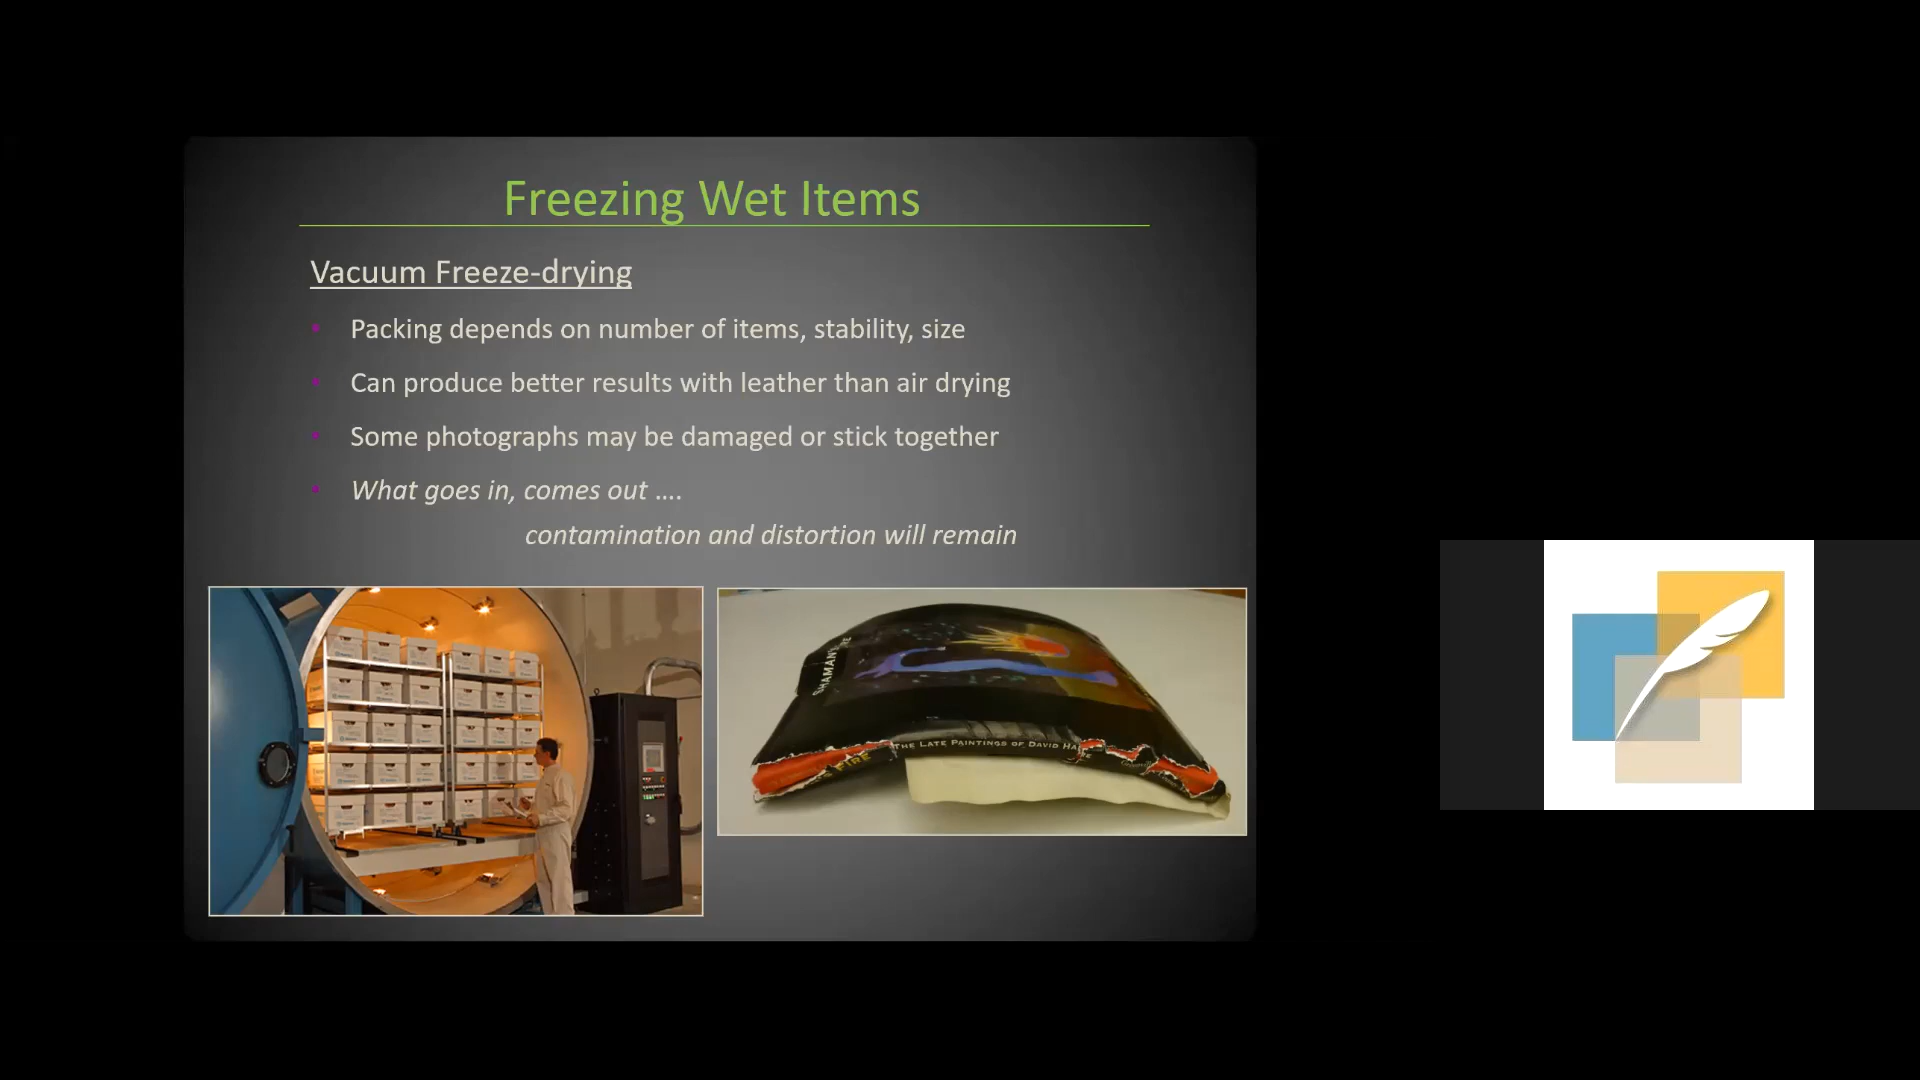 Freezing Wet Items
Vacuum Freeze-drying
• Packing depends on number of items, stability, size
• Can produce better results with leather than air drying
• Some photographs may be damaged or stick together
• What goes in, comes out ....
contamination and distortion will remain
SHAMAN'S
FIRE
THE LATE PAINTINGS OF DAVID HA